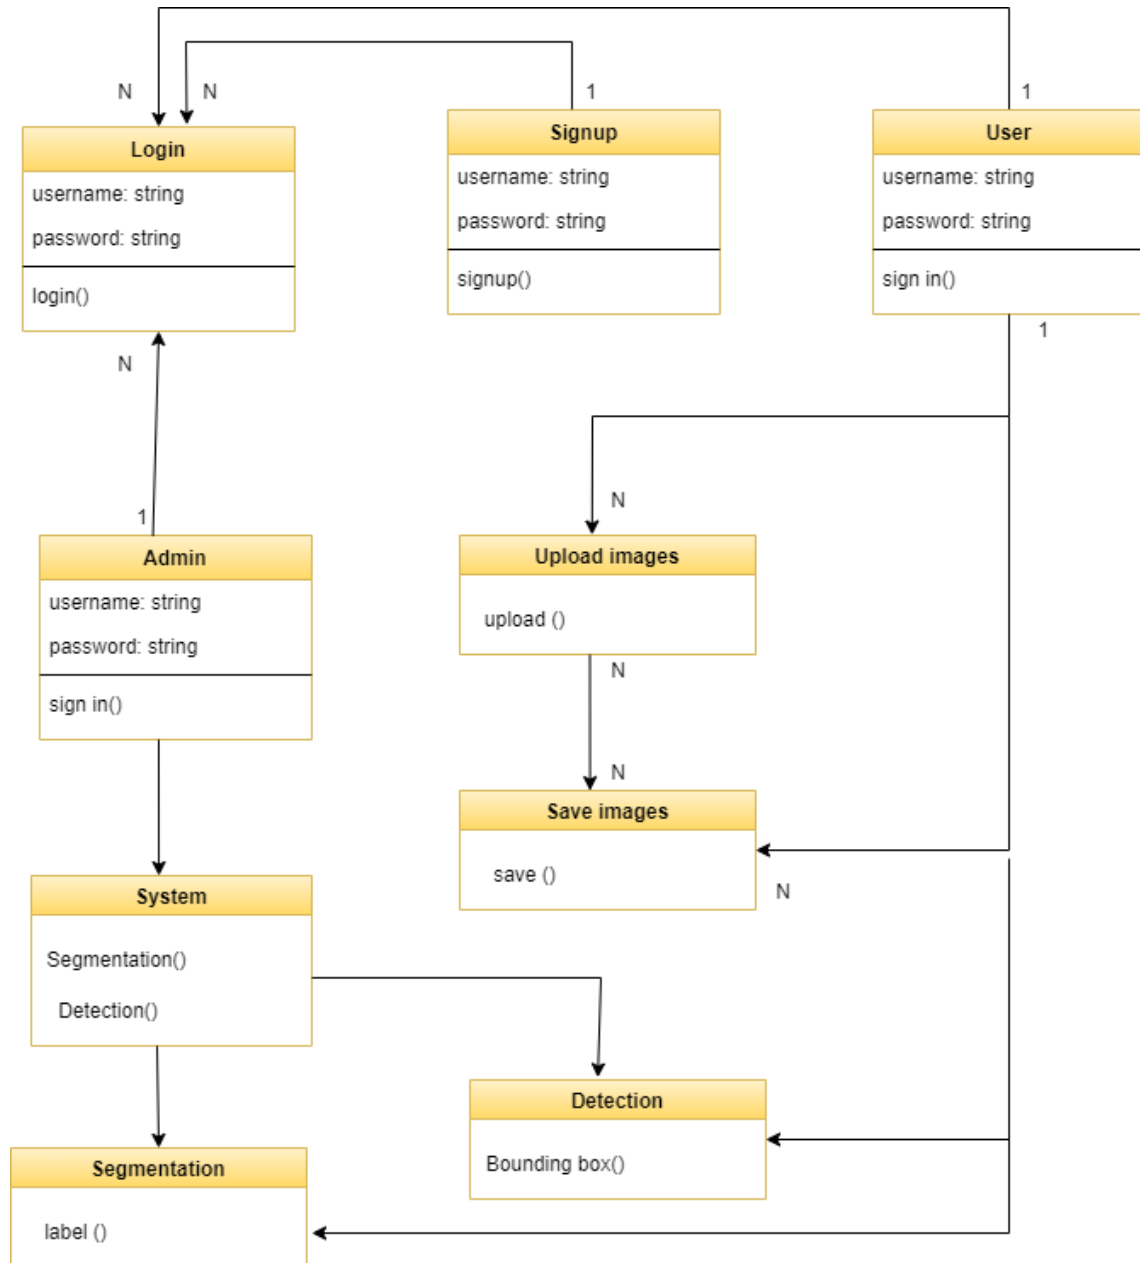 N
N
1
1
Login
username: string
password: string
login()
Signup
username: string
password: string
signup()
User
username: string
password: string
sign in()
1
N
1
Admin
username: string
password: string
sign in()
N
Upload images
upload ()
N
N
Save images
save ()
N
System
Segmentation()
Detection()
Detection
Bounding box()
Segmentation
label ()